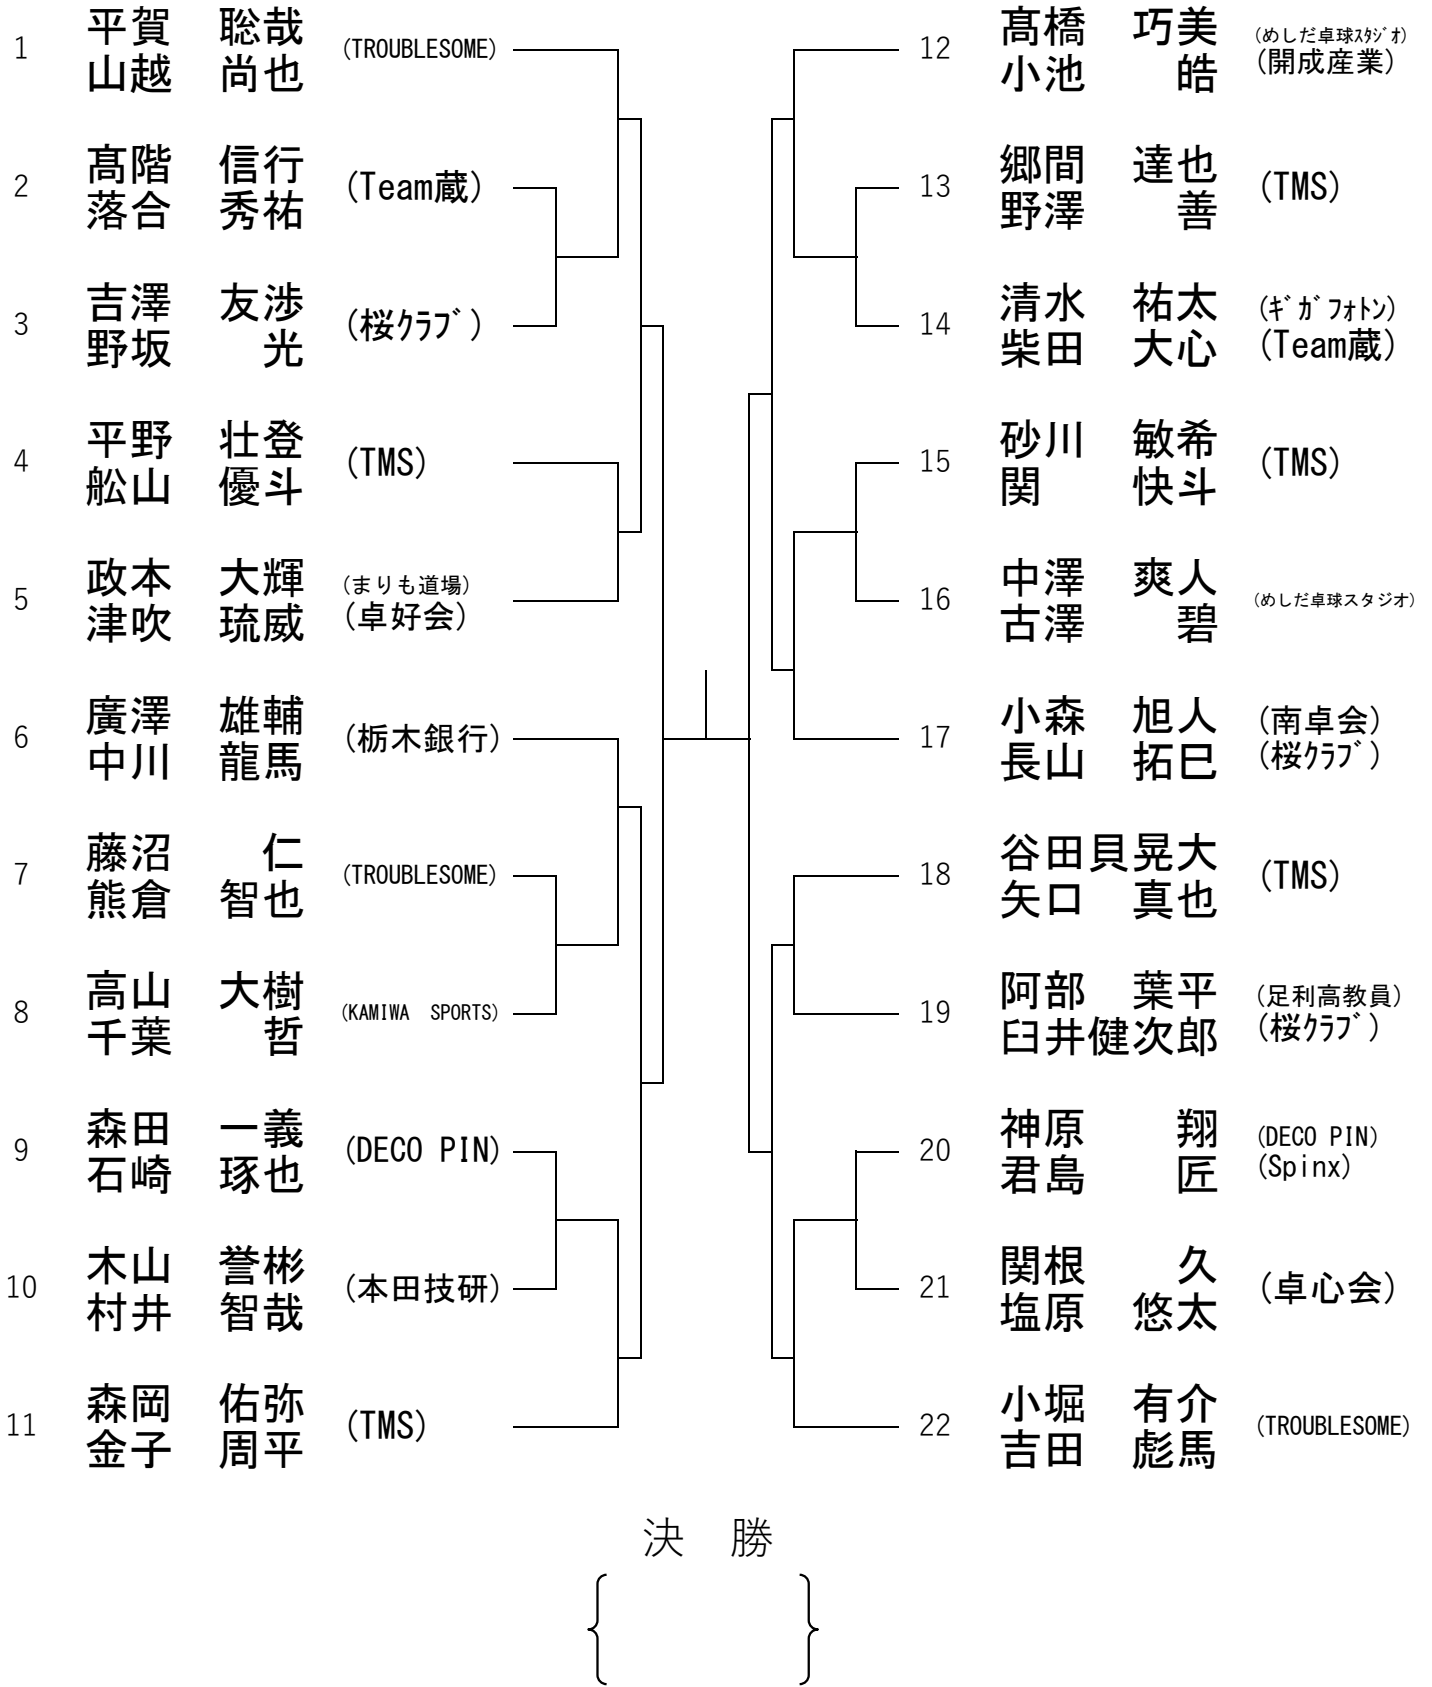 1 平賀 聡哉 (TROUBLESOME)
山越 尚也
2 髙階 信行 (Team蔵)
落合 秀祐
3 吉澤 友渉 (桜ｸﾗﾌﾞ)
野坂 光
4 平野 壮登 (TMS)
舩山 優斗
5 政本 大輝 (まりも道場)
津吹 琉威 (卓好会)
6 廣澤 雄輔 (栃木銀行)
中川 龍馬
7 藤沼 仁 (TROUBLESOME)
熊倉 智也
8 高山 大樹 (KAMIWA SPORTS)
千葉 哲
9 森田 一義 (DECO PIN)
石崎 琢也
10 木山 誉彬 (本田技研)
村井 智哉
11 森岡 佑弥 (TMS)
金子 周平
12 髙橋 巧美 (めしだ卓球ｽﾀｼﾞｵ)
小池 皓 (開成産業)
13 郷間 達也 (TMS)
野澤 善
14 清水 祐太 (ｷﾞｶﾞﾌｫﾄﾝ)
柴田 大心 (Team蔵)
15 砂川 敏希 (TMS)
関 快斗
16 中澤 爽人 (めしだ卓球スタジオ)
古澤 碧
17 小森 旭人 (南卓会)
長山 拓巳 (桜ｸﾗﾌﾞ)
18 谷田貝晃大 (TMS)
矢口 真也
19 阿部 葉平 (足利高教員)
臼井健次郎 (桜ｸﾗﾌﾞ)
20 神原 翔 (DECO PIN)
君島 匠 (Spinx)
21 関根 久 (卓心会)
塩原 悠太
22 小堀 有介 (TROUBLESOME)
吉田 彪馬
決 勝